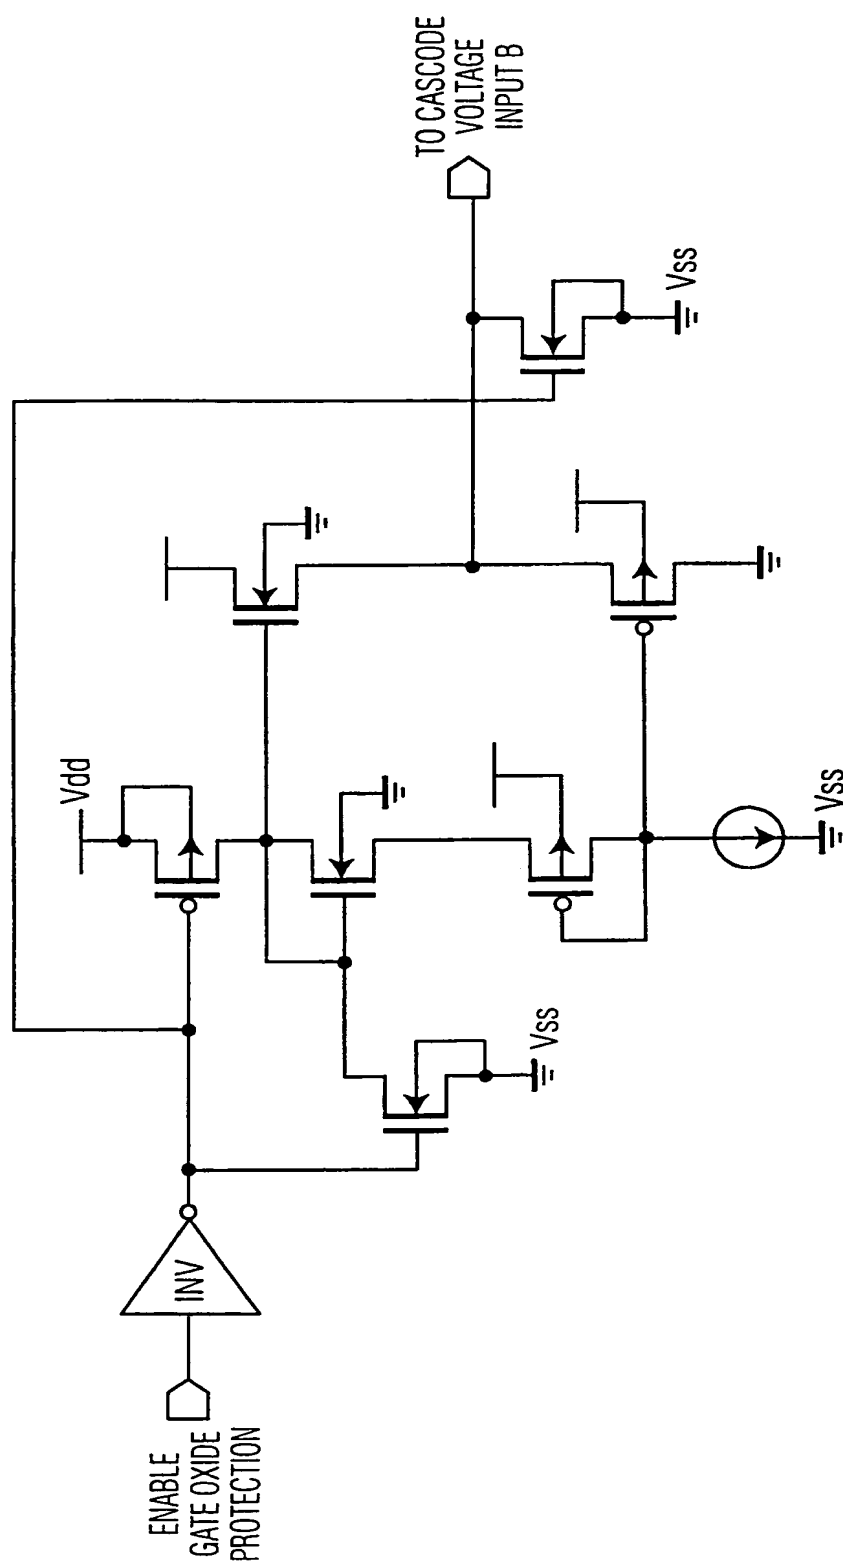 ENABLE
GATE OXIDE
PROTECTION
INV
Vss
Vdd
Vss
Vss
TO CASCODE
VOLTAGE
INPUT B